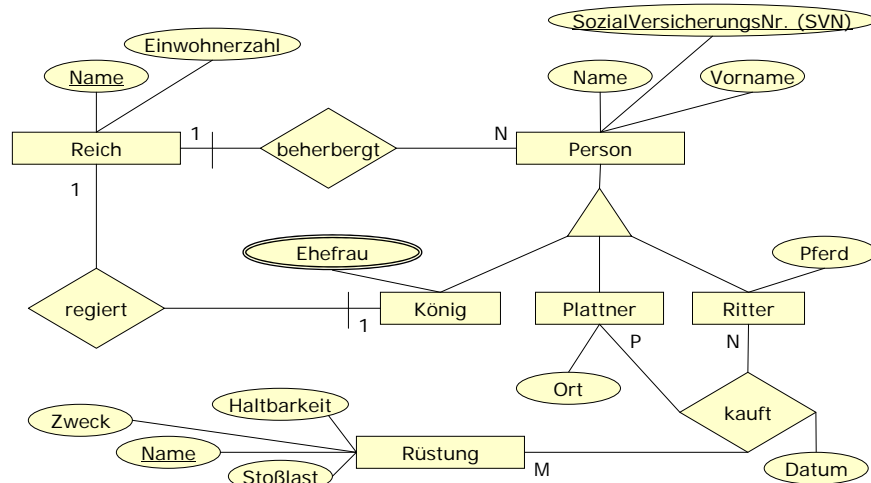 SozialVersicherungsNr. (SVN)
Einwohnerzahl
Name
Name
Vorname
1
N
Reich
beherbergt
Person
1
Ehefrau
Pferd
regiert
König
Plattner
Ritter
1
P
N
Ort
Haltbarkeit
kauft
Zweck
Name
Rüstung
M
Stoßlast
Datum